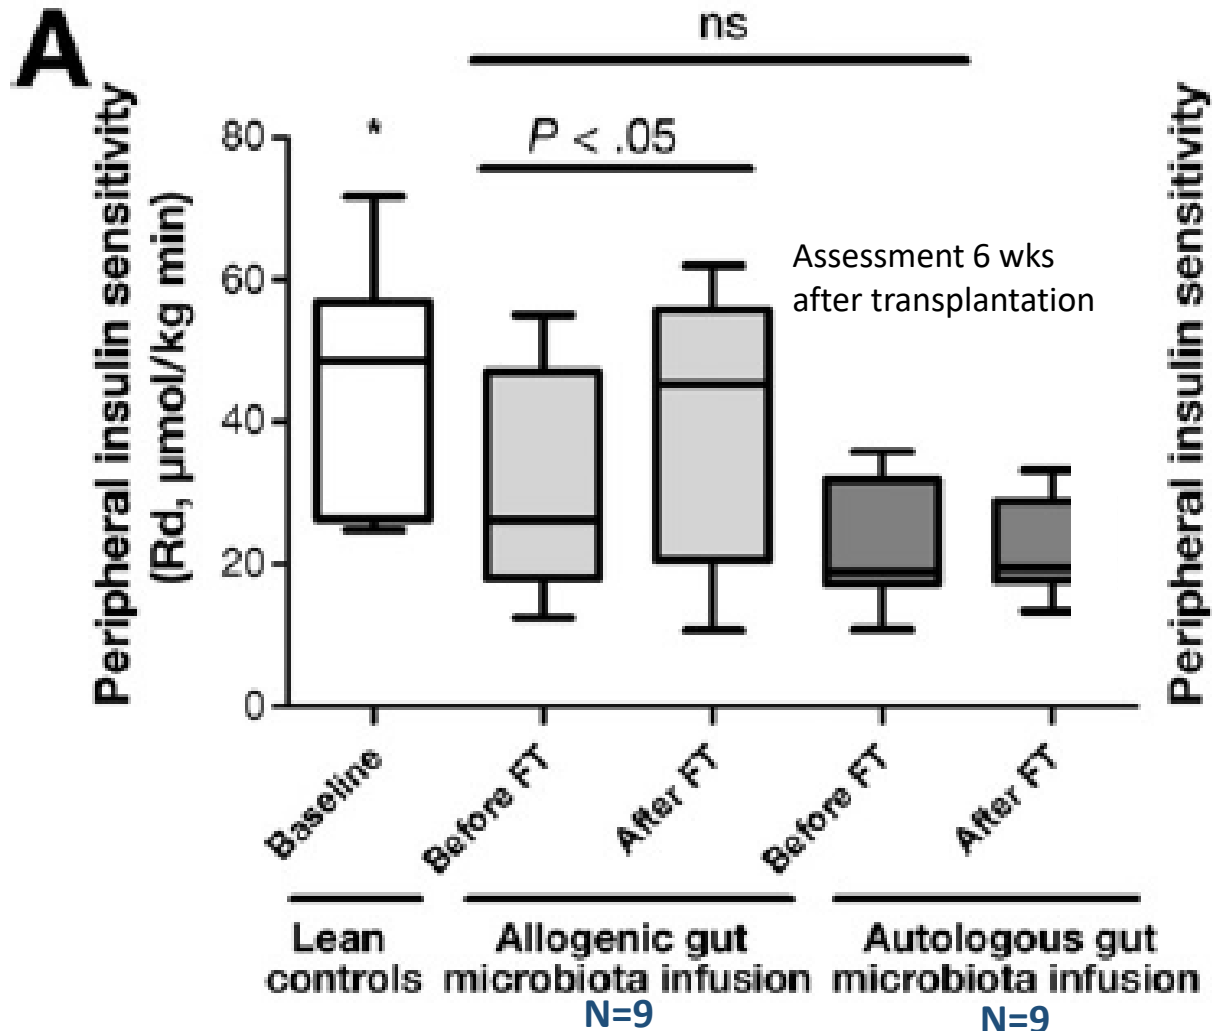 A
ns
Peripheral insulin sensitivity
(Rd, μmol/kg min)
80
60
40
20
0
*
P < .05
Assessment 6 wks
after transplantation
Peripheral insulin sensitivity
Baseline
Before FT
After FT
Before FT
After FT
Lean
controls
Allogenic gut
microbiota infusion
N=9
Autologous gut
microbiota infusion
N=9